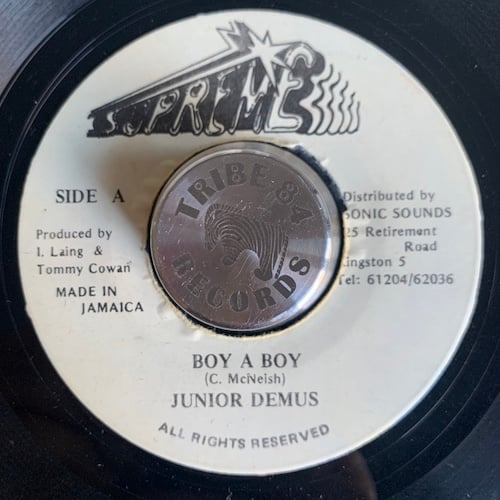 SUPREME
SIDE A
Produced by
I. Laing &
Tommy Cowan
MADE IN
JAMAICA
TRIBE 84
RECORDS
Distributed by
SONIC SOUNDS
25 Retirement
Road
Kingston 5
Tel: 61204/62036
BOY A BOY
(C. McNeish)
JUNIOR DEMUS
ALL RIGHTS RESERVED